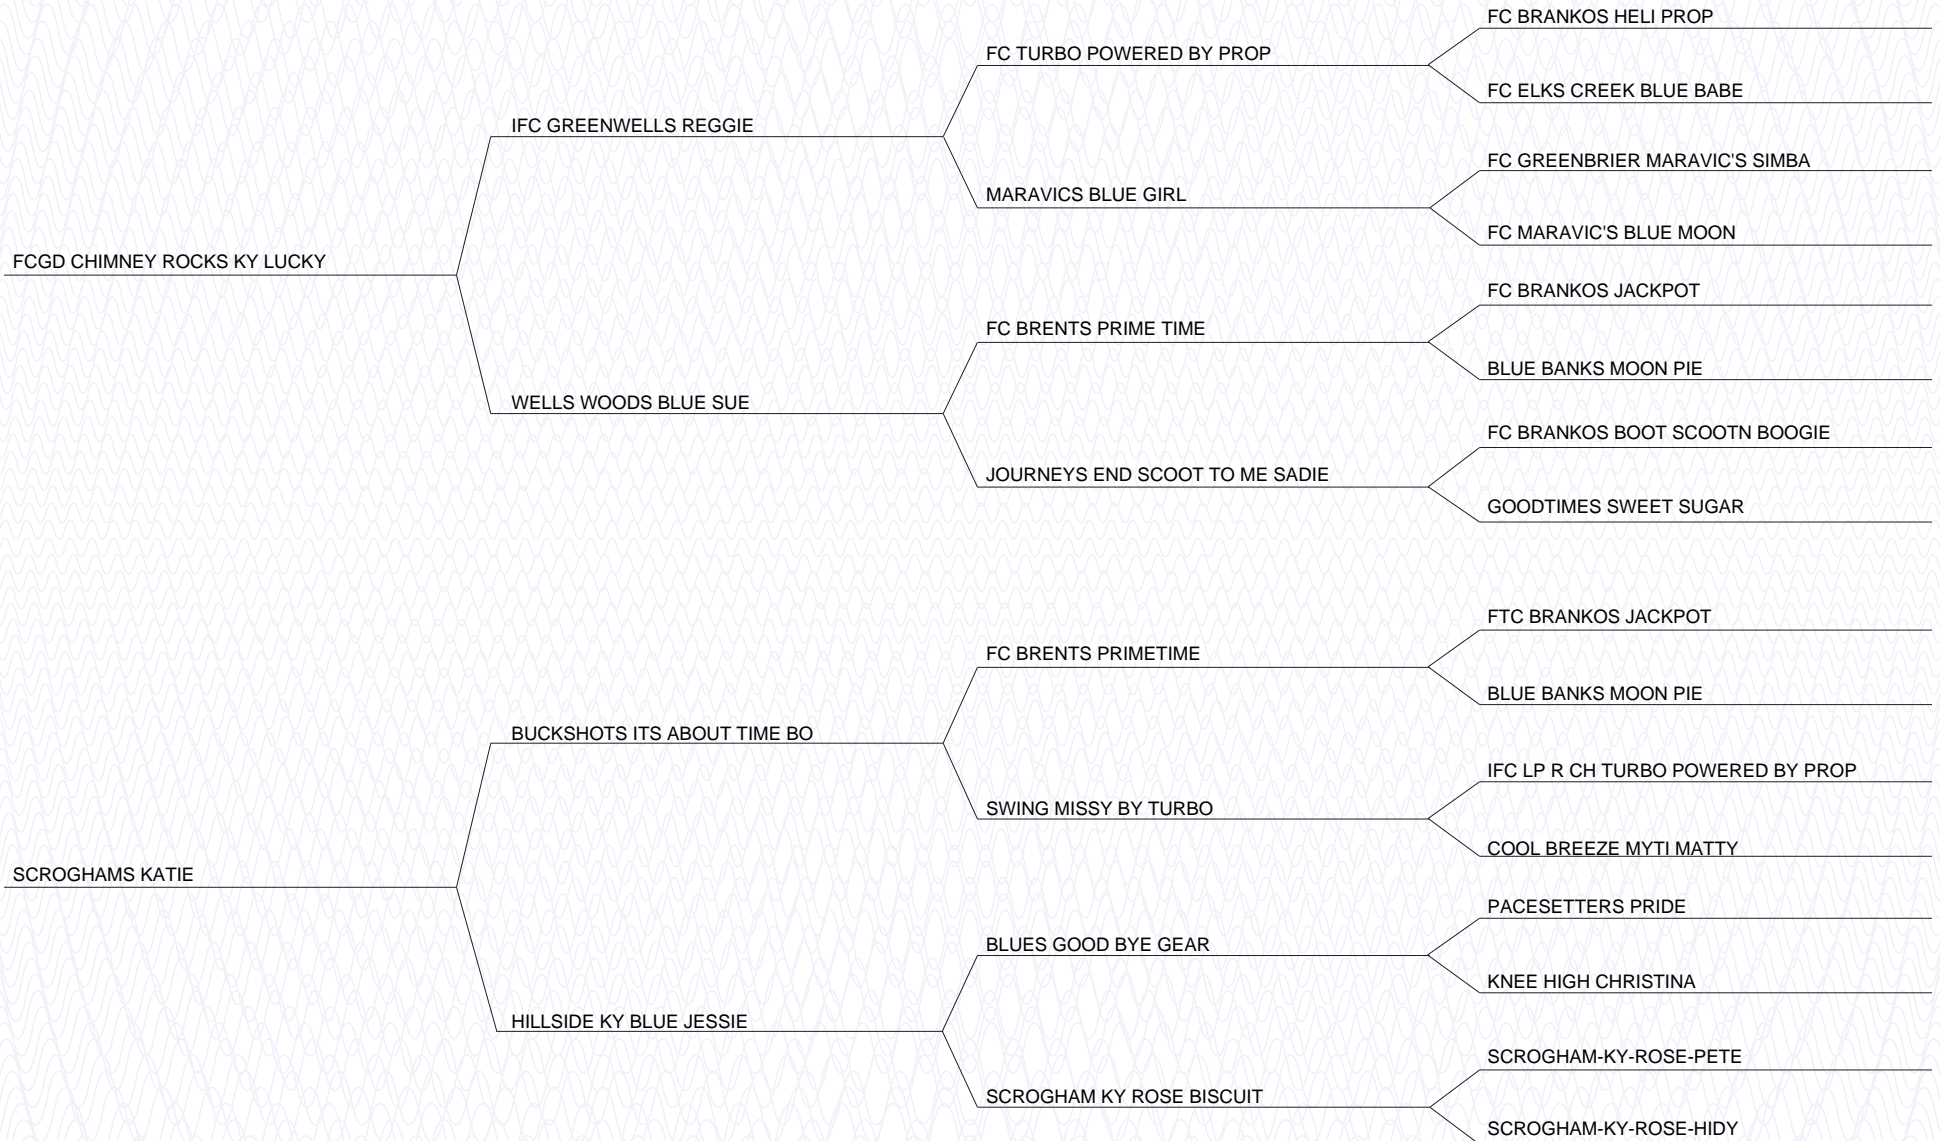 FC BRANKOS HELI PROP
FC TURBO POWERED BY PROP
FC ELKS CREEK BLUE BABE
IFC GREENWELLS REGGIE
FC GREENBRIER MARAVIC'S SIMBA
MARAVICS BLUE GIRL
FC MARAVIC'S BLUE MOON
FCGD CHIMNEY ROCKS KY LUCKY
FC BRANKOS JACKPOT
FC BRENTS PRIME TIME
BLUE BANKS MOON PIE
WELLS WOODS BLUE SUE
FC BRANKOS BOOT SCOOTN BOOGIE
JOURNEYS END SCOOT TO ME SADIE
GOODTIMES SWEET SUGAR
FTC BRANKOS JACKPOT
FC BRENTS PRIMETIME
BLUE BANKS MOON PIE
BUCKSHOTS ITS ABOUT TIME BO
IFC LP R CH TURBO POWERED BY PROP
SWING MISSY BY TURBO
COOL BREEZE MYTI MATTY
SCROGHAMS KATIE
PACESETTERS PRIDE
BLUES GOOD BYE GEAR
KNEE HIGH CHRISTINA
HILLSIDE KY BLUE JESSIE
SCROGHAM-KY-ROSE-PETE
SCROGHAM KY ROSE BISCUIT
SCROGHAM-KY-ROSE-HIDY